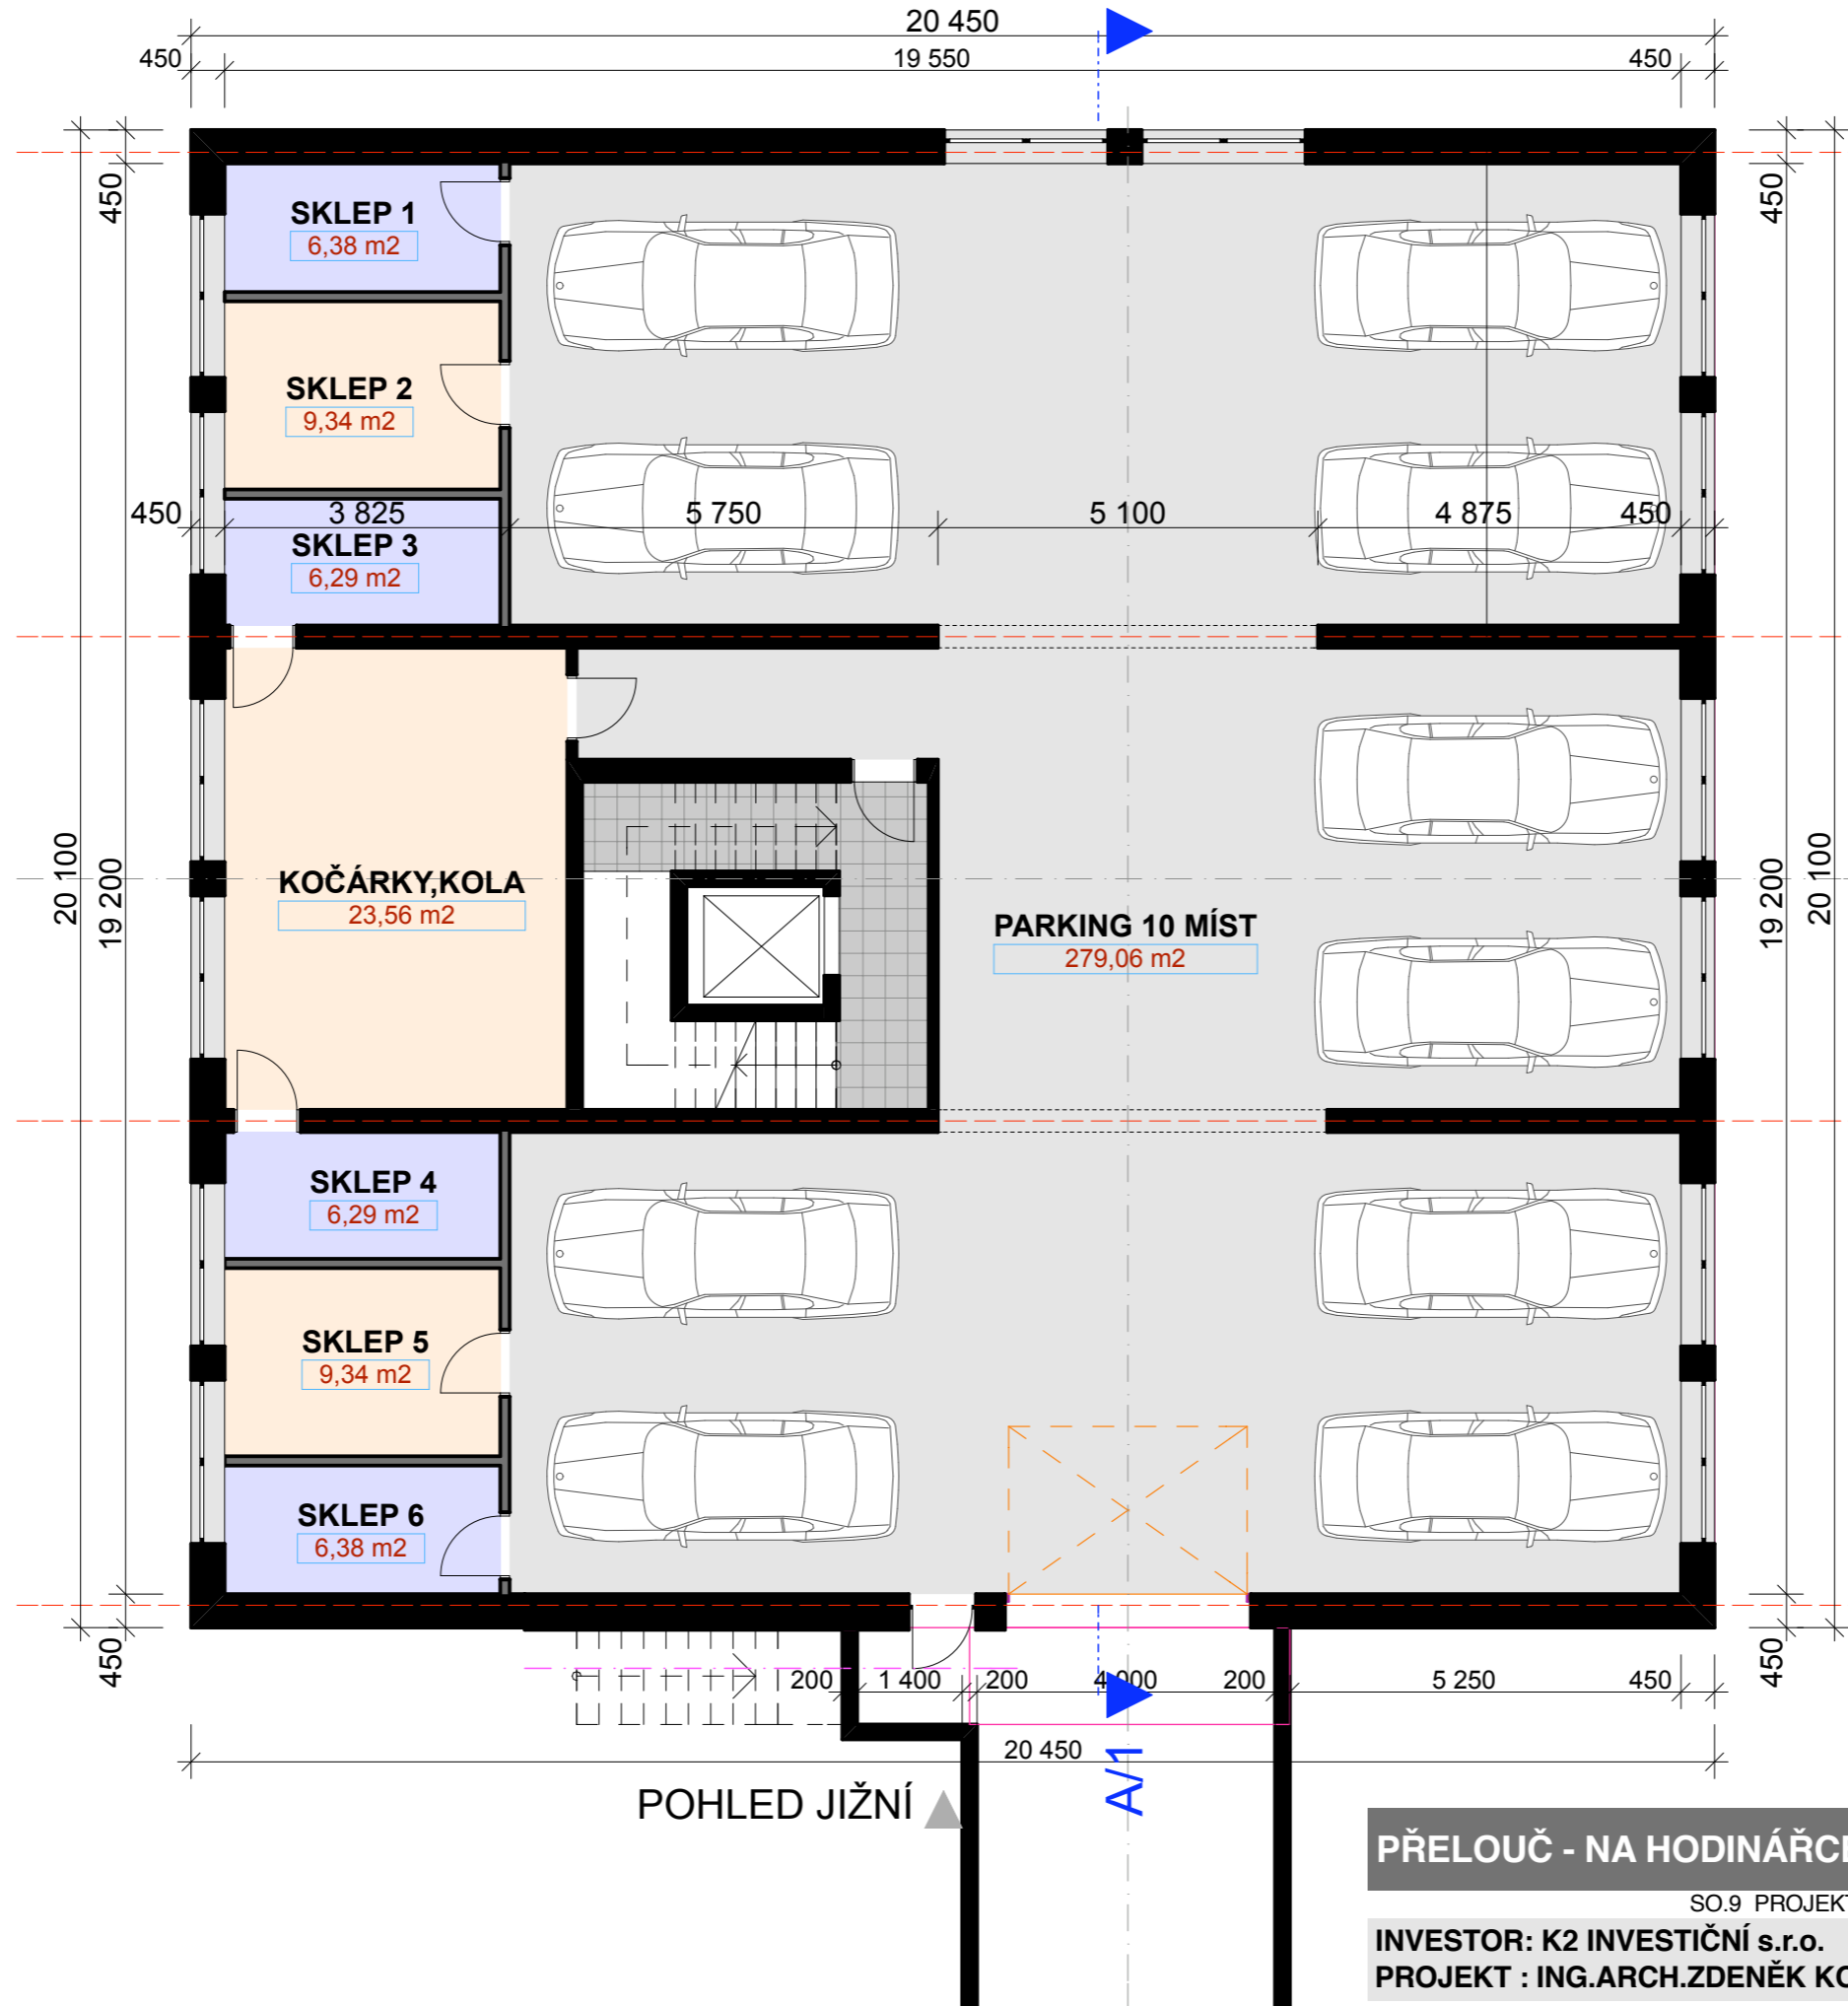 20 450
450
19 550
450
450
450
SKLEP 1
6,38 m2
SKLEP 2
9,34 m2
450
3 825
5 750
5 100
4 875
450
SKLEP 3
6,29 m2
20 100
19 200
KOČÁRKY,KOLA
23,56 m2
PARKING 10 MÍST
279,06 m2
19 200
20 100
SKLEP 4
6,29 m2
SKLEP 5
9,34 m2
SKLEP 6
6,38 m2
450
200
1 400
200
4 000
200
5 250
450
450
20 450
A/1
POHLED JIŽNÍ
PŘELOUČ - NA HODINÁŘCE
SO.9 PROJEKT
INVESTOR: K2 INVESTIČNÍ s.r.o.
PROJEKT : ING.ARCH.ZDENĚK